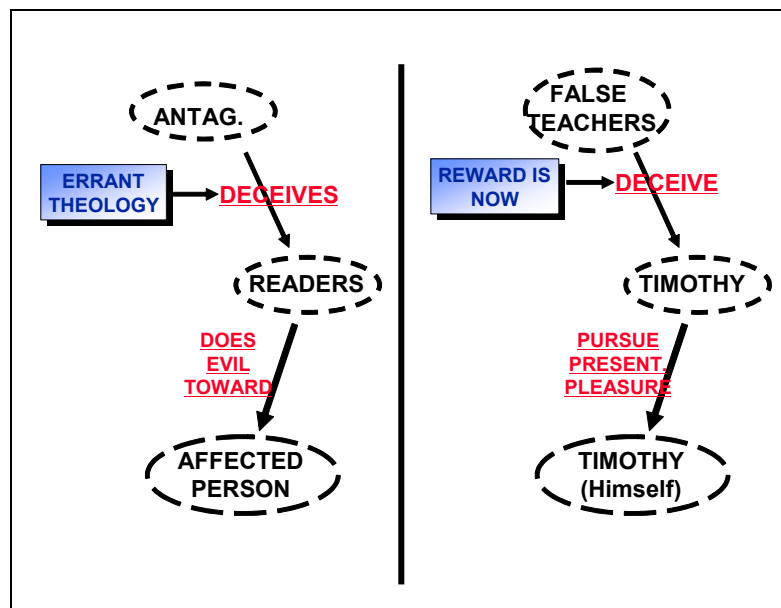 ANTAG.
ERRANT
THEOLOGY
DECEIVES
READERS
DOES
EVIL
TOWARD
AFFECTED
PERSON
FALSE
TEACHERS
REWARD IS
NOW
DECEIVE
TIMOTHY
PURSUE
PRESENT.
PLEASURE
TIMOTHY
(Himself)